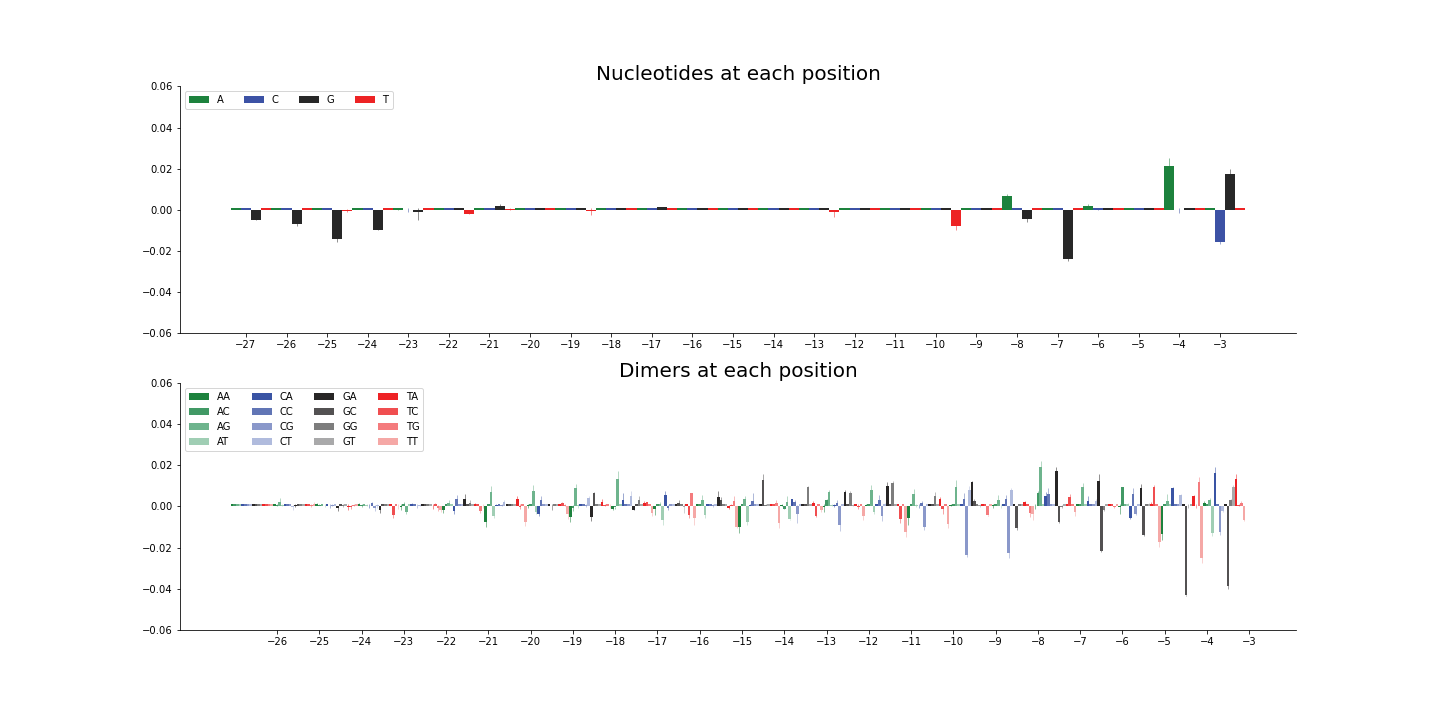 Nucleotides at each position
0.06
A C G T
0.04
0.02
0.00
−0.02
−0.04
−0.06
−27 −26 −25 −24 −23 −22 −21 −20 −19 −18 −17 −16 −15 −14 −13 −12 −11 −10 −9 −8 −7 −6 −5 −4 −3
Dimers at each position
0.06
AA CA GA TA
AC CC GC TC
AG CG GG TG
AT CT GT TT
0.04
0.02
0.00
−0.02
−0.04
−0.06
−26 −25 −24 −23 −22 −21 −20 −19 −18 −17 −16 −15 −14 −13 −12 −11 −10 −9 −8 −7 −6 −5 −4 −3